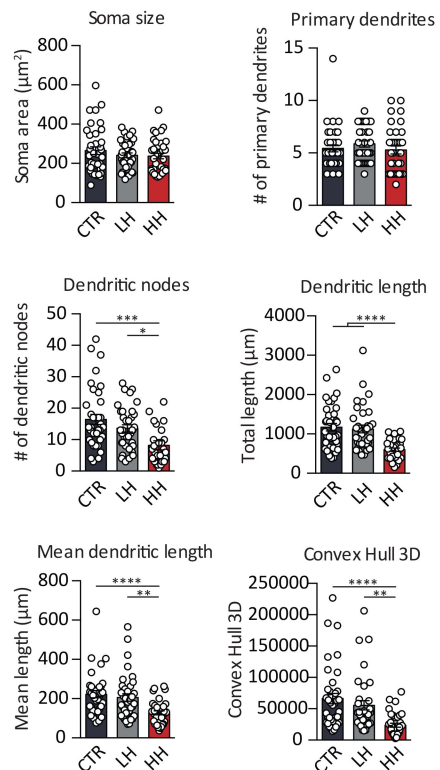 Soma size
Soma area (µm²)
800
600
400
200
0
CTR
LH
HH
Primary dendrites
# of primary dendrites
15
10
5
0
CTR
LH
HH
Dendritic nodes
# of dendritic nodes
50
40
30
20
10
0
***
*
CTR
LH
HH
Dendritic length
Total legnth (µm)
4000
3000
2000
1000
0
****
CTR
LH
HH
Mean dendritic length
Mean length (µm)
800
600
400
200
0
****
**
CTR
LH
HH
Convex Hull 3D
Convex Hull 3D
250000
200000
150000
100000
50000
0
****
**
CTR
LH
HH